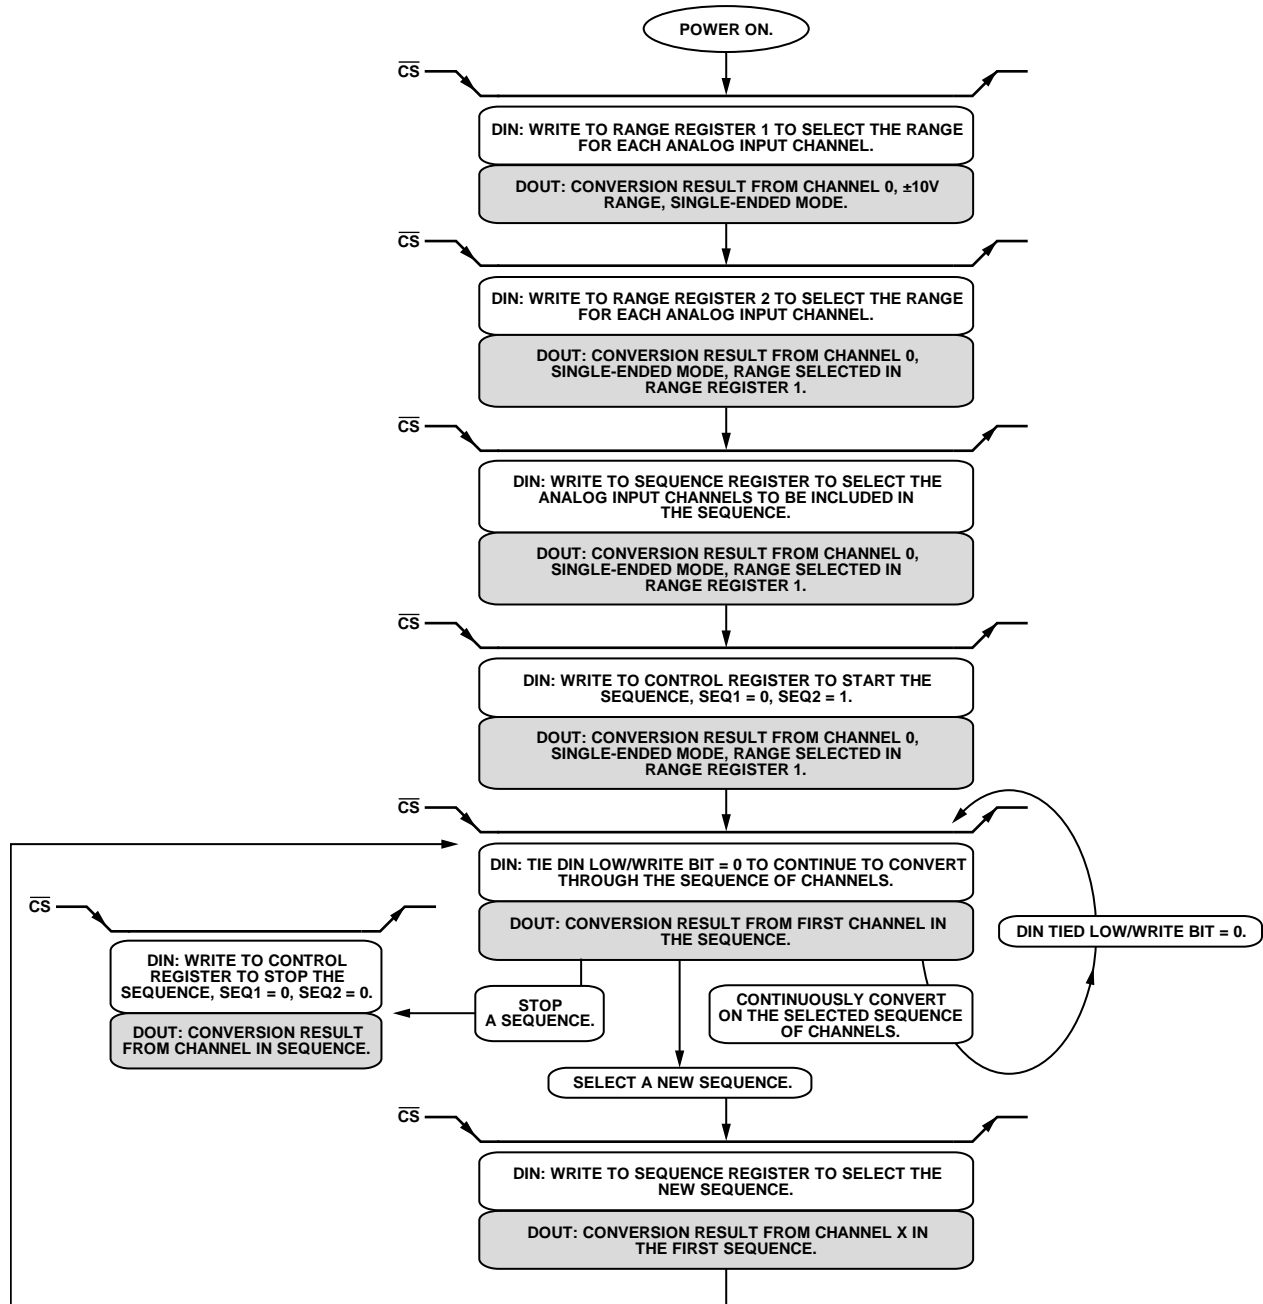 POWER ON.
CS
DIN: WRITE TO RANGE REGISTER 1 TO SELECT THE RANGE
FOR EACH ANALOG INPUT CHANNEL.
DOUT: CONVERSION RESULT FROM CHANNEL 0, ±10V
RANGE, SINGLE-ENDED MODE.
CS
DIN: WRITE TO RANGE REGISTER 2 TO SELECT THE RANGE
FOR EACH ANALOG INPUT CHANNEL.
DOUT: CONVERSION RESULT FROM CHANNEL 0,
SINGLE-ENDED MODE, RANGE SELECTED IN
RANGE REGISTER 1.
CS
DIN: WRITE TO SEQUENCE REGISTER TO SELECT THE
ANALOG INPUT CHANNELS TO BE INCLUDED IN
THE SEQUENCE.
DOUT: CONVERSION RESULT FROM CHANNEL 0,
SINGLE-ENDED MODE, RANGE SELECTED IN
RANGE REGISTER 1.
CS
DIN: WRITE TO CONTROL REGISTER TO START THE
SEQUENCE, SEQ1 = 0, SEQ2 = 1.
DOUT: CONVERSION RESULT FROM CHANNEL 0,
SINGLE-ENDED MODE, RANGE SELECTED IN
RANGE REGISTER 1.
CS
DIN: TIE DIN LOW/WRITE BIT = 0 TO CONTINUE TO CONVERT
THROUGH THE SEQUENCE OF CHANNELS.
DOUT: CONVERSION RESULT FROM FIRST CHANNEL IN
THE SEQUENCE.
DIN TIED LOW/WRITE BIT = 0.
CS
DIN: WRITE TO CONTROL
REGISTER TO STOP THE
SEQUENCE, SEQ1 = 0, SEQ2 = 0.
DOUT: CONVERSION RESULT
FROM CHANNEL IN SEQUENCE.
STOP
A SEQUENCE.
CONTINUOUSLY CONVERT
ON THE SELECTED SEQUENCE
OF CHANNELS.
SELECT A NEW SEQUENCE.
CS
DIN: WRITE TO SEQUENCE REGISTER TO SELECT THE
NEW SEQUENCE.
DOUT: CONVERSION RESULT FROM CHANNEL X IN
THE FIRST SEQUENCE.